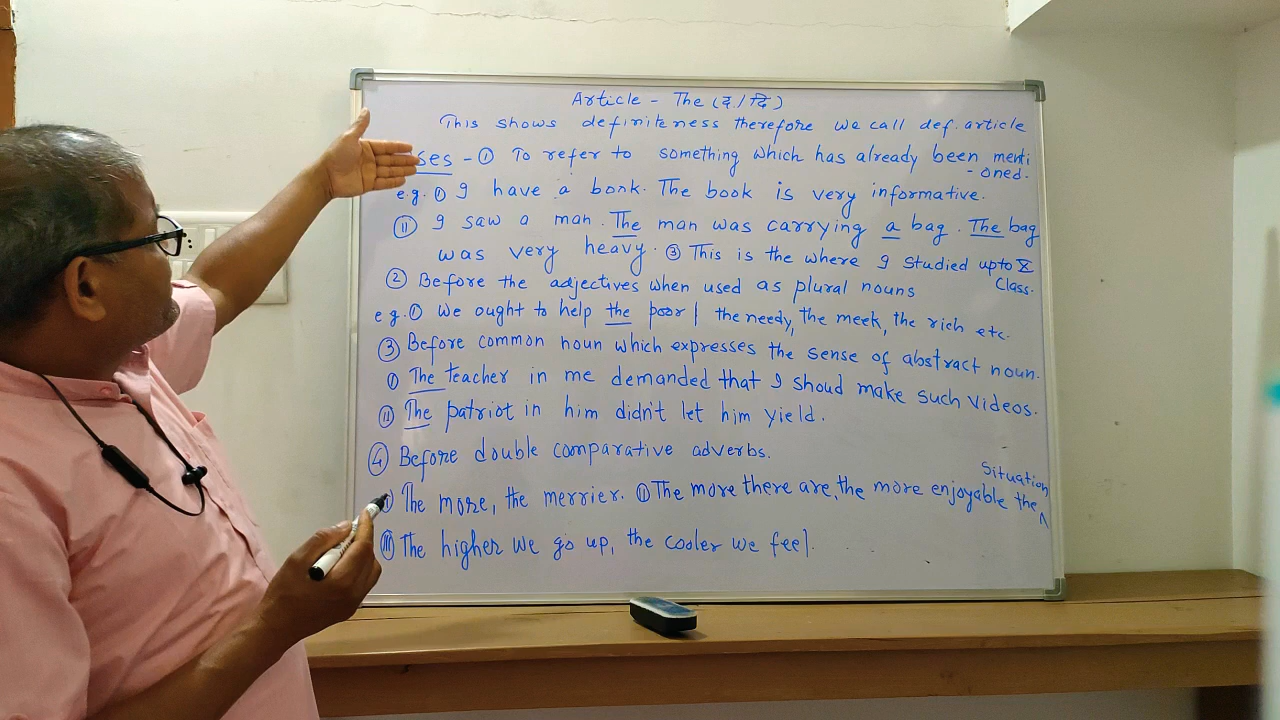 Article - The (द / दि)
This shows definiteness therefore we call def. article
ses - ① To refer to something which has already been menti
- oned.
e.g. ① I have a book. The book is very informative.
⑪ I saw a man. The man was carrying a bag. The bag
was very heavy. ③ This is the where I studied upto X
Class.
② Before the adjectives when used as plural nouns
e.g. ① We ought to help the poor | the needy, the meek, the rich etc.
③ Before common noun which expresses the sense of abstract noun.
① The teacher in me demanded that I shoud make such videos.
⑪ The patriot in him didn't let him yield.
④ Before double comparative adverbs.
Situation
① The more, the merrier. ⑪ The more there are, the more enjoyable the ^
(III) The higher we go up, the cooler we feel.